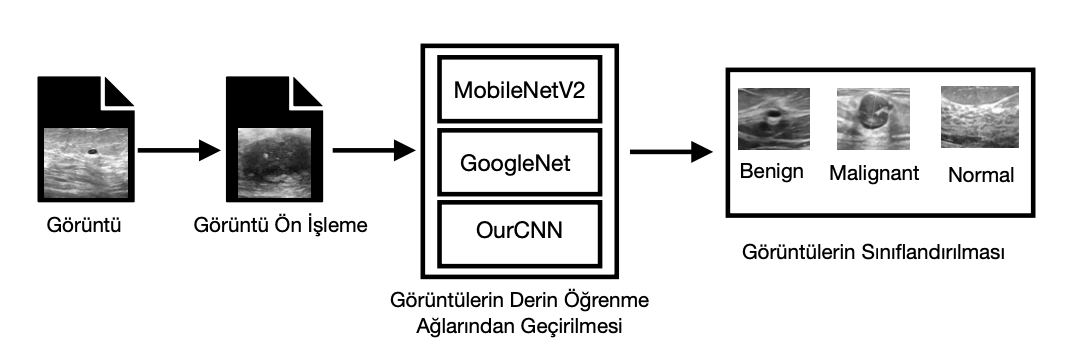 Görüntü
Görüntü Ön İşleme
MobileNetV2
GoogleNet
OurCNN
Görüntülerin Derin Öğrenme
Ağlarından Geçirilmesi
Benign
Malignant
Normal
Görüntülerin Sınıflandırılması